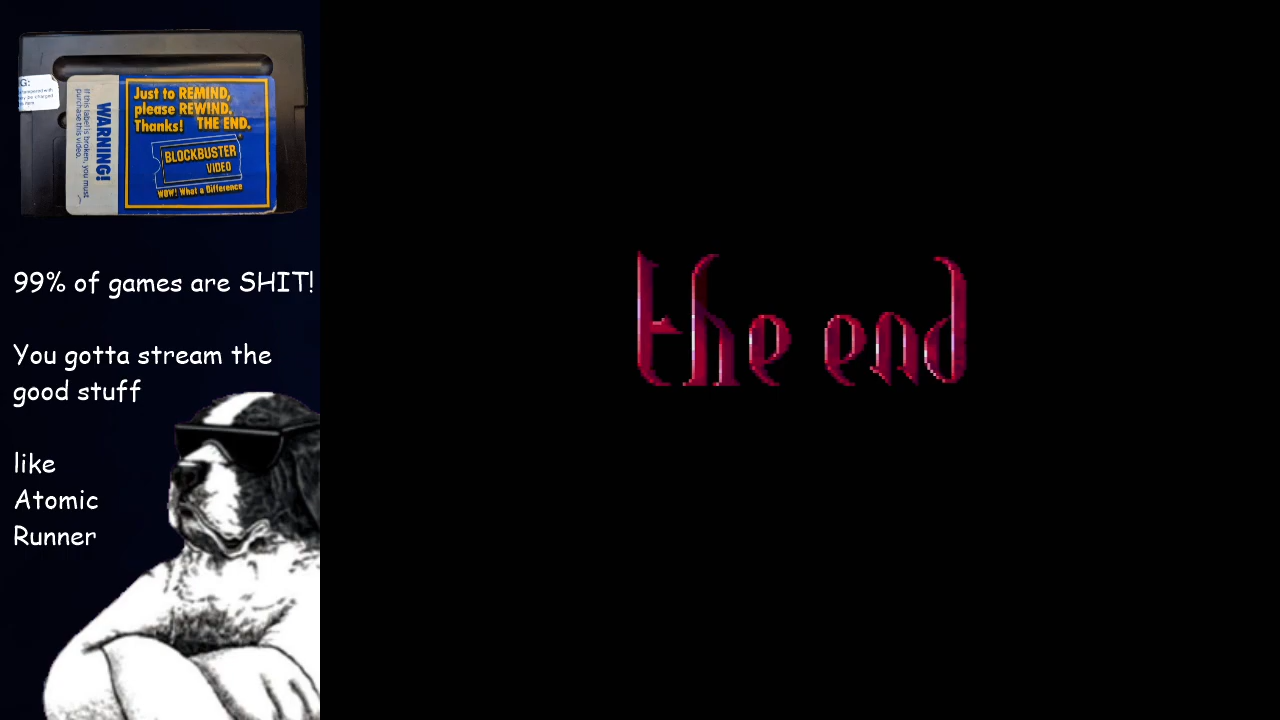 G:
If this label is broken, you must
purchase this video.
WARNING!
Just to REMIND,
please REWIND.
Thanks! THE END.
BLOCKBUSTER
VIDEO
WOW! What a Difference
99% of games are SHIT!
You gotta stream the
good stuff
like
Atomic
Runner
the end